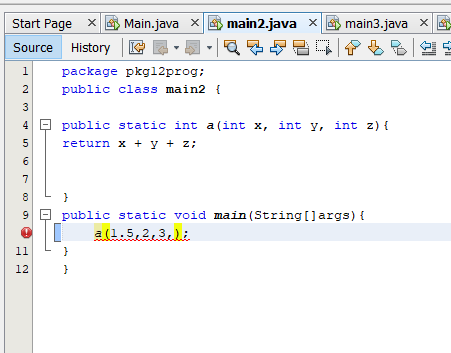 Start Page Main.java main2.java main3.java
Source History
1 package pkg12prog;
2 public class main2 {
3
4 public static int a(int x, int y, int z){
5 return x + y + z;
6
7
8 }
9 public static void main(String[]args){
a(1.5,2,3,);
11 }
12 }